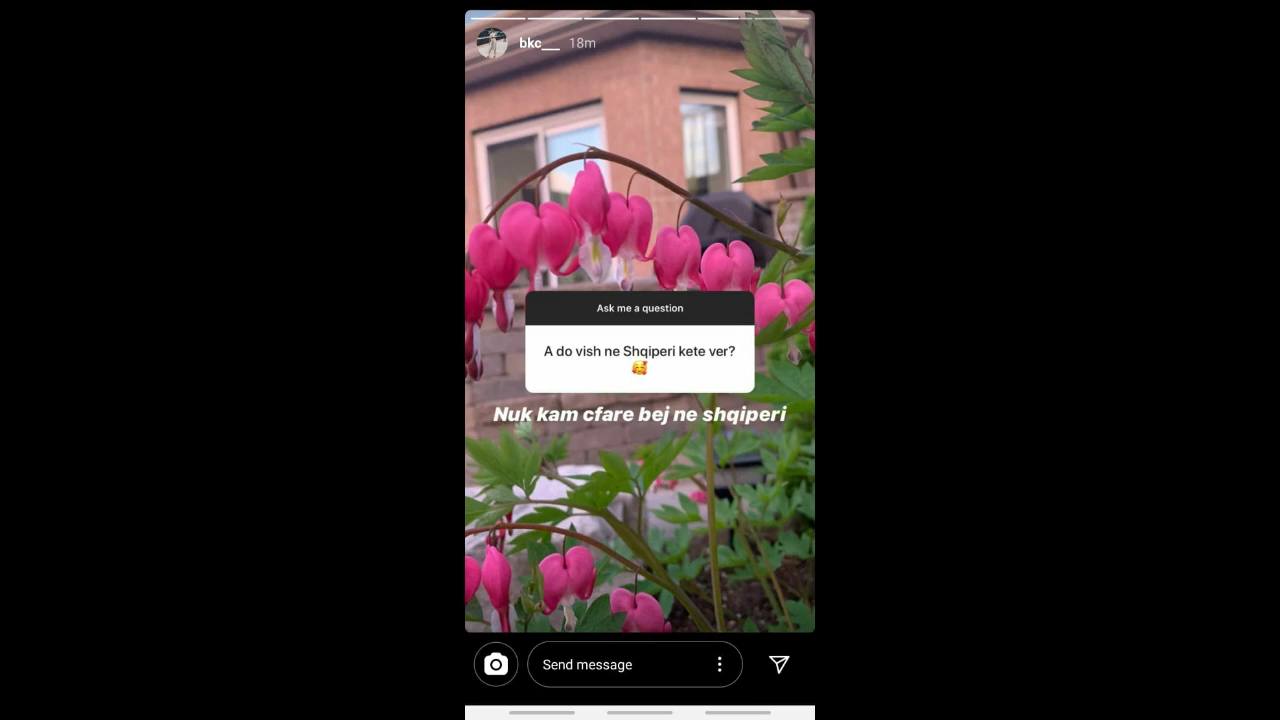 bkc___ 18m
Ask me a question
A do vish ne Shqiperi kete ver?
🥰
Nuk kam cfare bej ne shqiperi
Send message